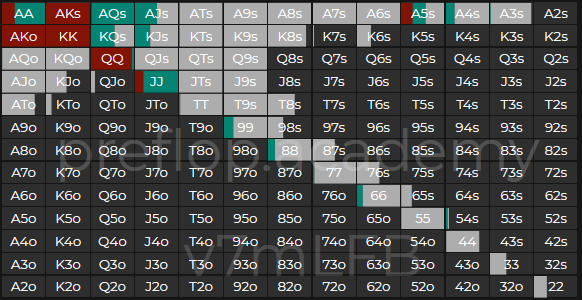 AA AKs AQs AJs ATs A9s A8s A7s A6s A5s A4s A3s A2s
AKo KK KQs KJs KTs K9s K8s K7s K6s K5s K4s K3s K2s
AQo KQo QQ QJs QTs Q9s Q8s Q7s Q6s Q5s Q4s Q3s Q2s
AJo KJo QJo JJ JTs J9s J8s J7s J6s J5s J4s J3s J2s
ATo KTo QTo JTo TT T9s T8s T7s T6s T5s T4s T3s T2s
A9o K9o Q9o J9o T9o 99 98s 97s 96s 95s 94s 93s 92s
A8o K8o Q8o J8o T8o 98o 88 87s 86s 85s 84s 83s 82s
preflop.academy
A7o K7o Q7o J7o T7o 97o 87o 77 76s 75s 74s 73s 72s
A6o K6o Q6o J6o T6o 96o 86o 76o 66 65s 64s 63s 62s
A5o K5o Q5o J5o T5o 95o 85o 75o 65o 55 54s 53s 52s
A4o K4o Q4o J4o T4o 94o 84o 74o 64o 54o 44 43s 42s
v7mLFB
A3o K3o Q3o J3o T3o 93o 83o 73o 63o 53o 43o 33 32s
A2o K2o Q2o J2o T2o 92o 82o 72o 62o 52o 42o 32o 22